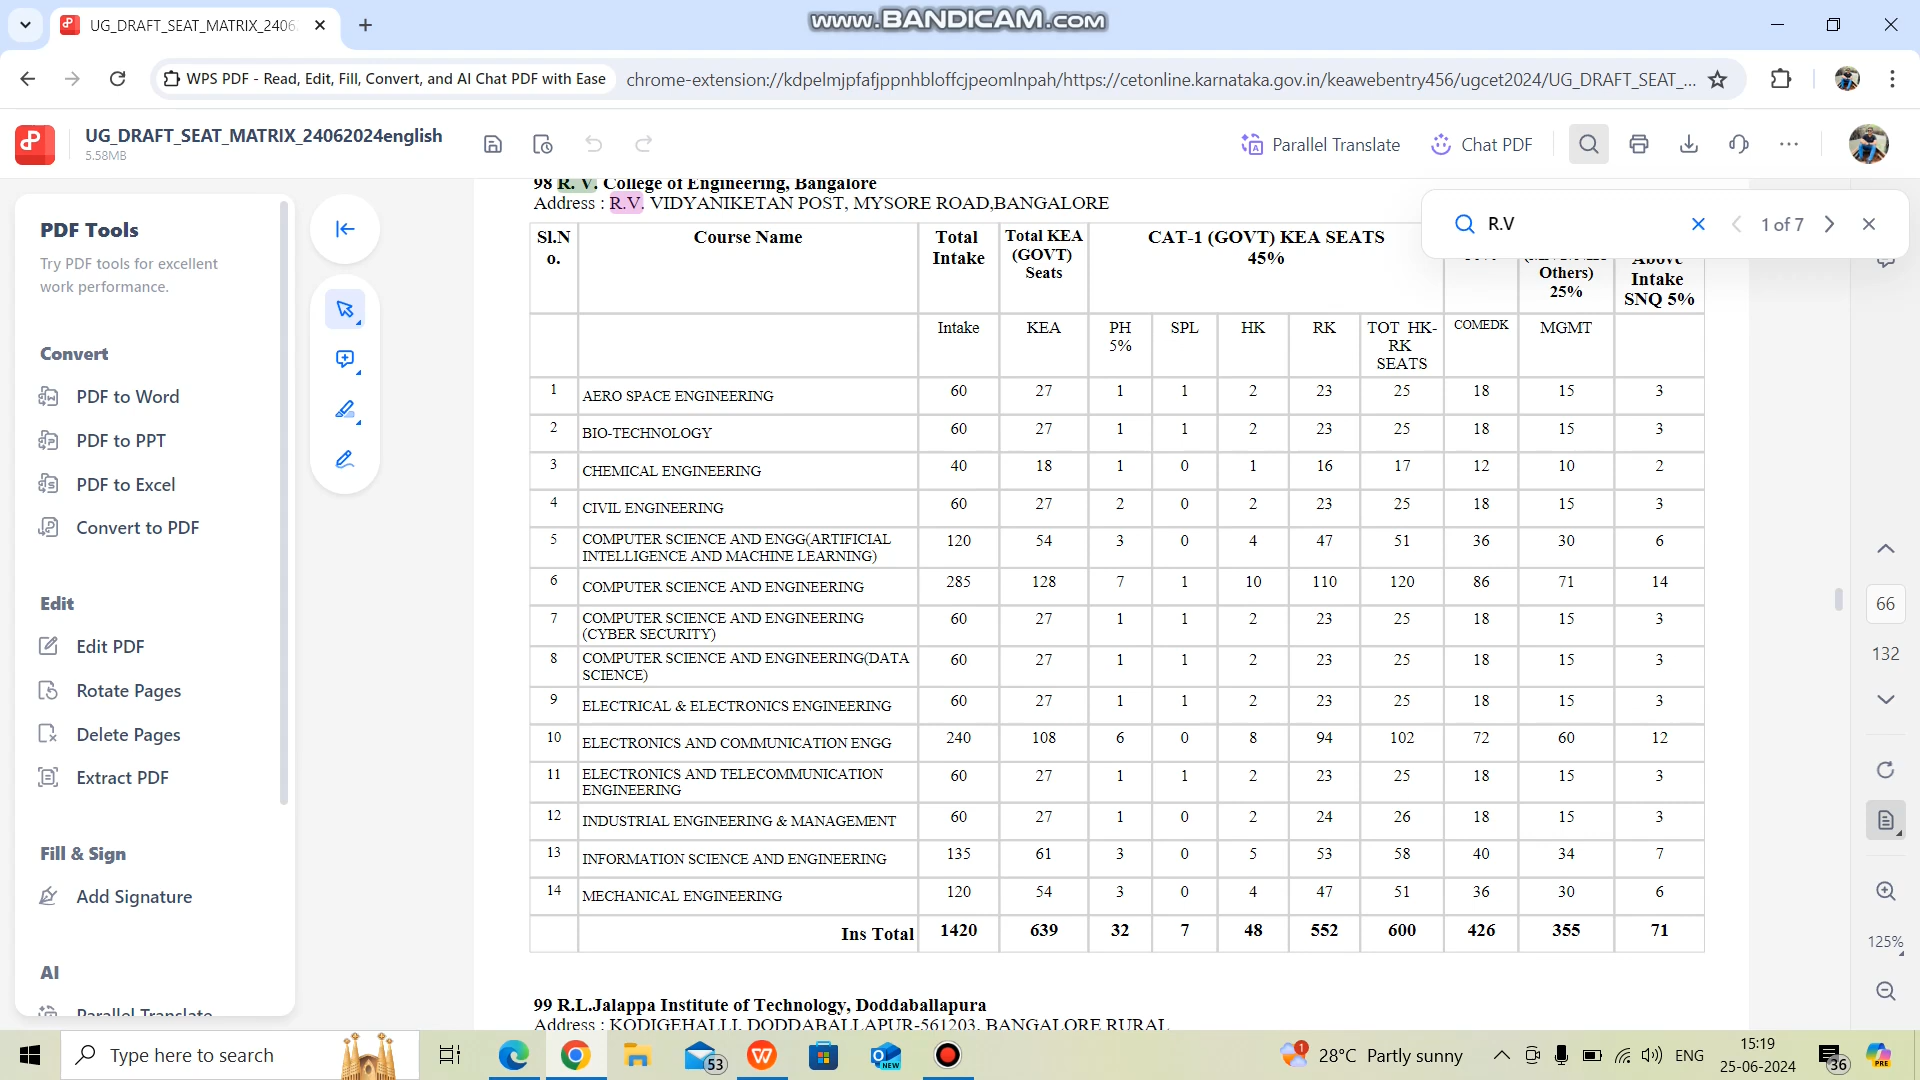 UG_DRAFT_SEAT_MATRIX_2406
www.BANDICAM.com
WPS PDF - Read, Edit, Fill, Convert, and AI Chat PDF with Ease
chrome-extension://kdpelmjpfafjppnhbloffcjpeomlnpah/https://cetonline.karnataka.gov.in/keawebentry456/ugcet2024/UG_DRAFT_SEAT_...
UG_DRAFT_SEAT_MATRIX_24062024english
5.58MB
Parallel Translate
Chat PDF
R.V
1 of 7
PDF Tools
Try PDF tools for excellent
work performance.
Convert
PDF to Word
PDF to PPT
PDF to Excel
Convert to PDF
Edit
Edit PDF
Rotate Pages
Delete Pages
Extract PDF
Fill & Sign
Add Signature
AI
Parallel Translate
98 R. V. College of Engineering, Bangalore
Address : R.V. VIDYANIKETAN POST, MYSORE ROAD,BANGALORE
Sl.N o. Course Name Total Intake Total KEA (GOVT) Seats CAT-1 (GOVT) KEA SEATS 45% Others) 25% Above Intake SNQ 5%
Intake KEA PH 5% SPL HK RK TOT HK-RK SEATS COMEDK MGMT
1 AERO SPACE ENGINEERING 60 27 1 1 2 23 25 18 15 3
2 BIO-TECHNOLOGY 60 27 1 1 2 23 25 18 15 3
3 CHEMICAL ENGINEERING 40 18 1 0 1 16 17 12 10 2
4 CIVIL ENGINEERING 60 27 2 0 2 23 25 18 15 3
5 COMPUTER SCIENCE AND ENGG(ARTIFICIAL INTELLIGENCE AND MACHINE LEARNING) 120 54 3 0 4 47 51 36 30 6
6 COMPUTER SCIENCE AND ENGINEERING 285 128 7 1 10 110 120 86 71 14
7 COMPUTER SCIENCE AND ENGINEERING (CYBER SECURITY) 60 27 1 1 2 23 25 18 15 3
8 COMPUTER SCIENCE AND ENGINEERING(DATA SCIENCE) 60 27 1 1 2 23 25 18 15 3
9 ELECTRICAL & ELECTRONICS ENGINEERING 60 27 1 1 2 23 25 18 15 3
10 ELECTRONICS AND COMMUNICATION ENGG 240 108 6 0 8 94 102 72 60 12
11 ELECTRONICS AND TELECOMMUNICATION ENGINEERING 60 27 1 1 2 23 25 18 15 3
12 INDUSTRIAL ENGINEERING & MANAGEMENT 60 27 1 0 2 24 26 18 15 3
13 INFORMATION SCIENCE AND ENGINEERING 135 61 3 0 5 53 58 40 34 7
14 MECHANICAL ENGINEERING 120 54 3 0 4 47 51 36 30 6
Ins Total 1420 639 32 7 48 552 600 426 355 71
99 R.L.Jalappa Institute of Technology, Doddaballapura
Address : KODIGEHALLI, DODDABALLAPUR-561203, BANGALORE RURAL
66
132
125%
Type here to search
53
NEW
1
28°C Partly sunny
ENG
15:19
25-06-2024
36
PRE